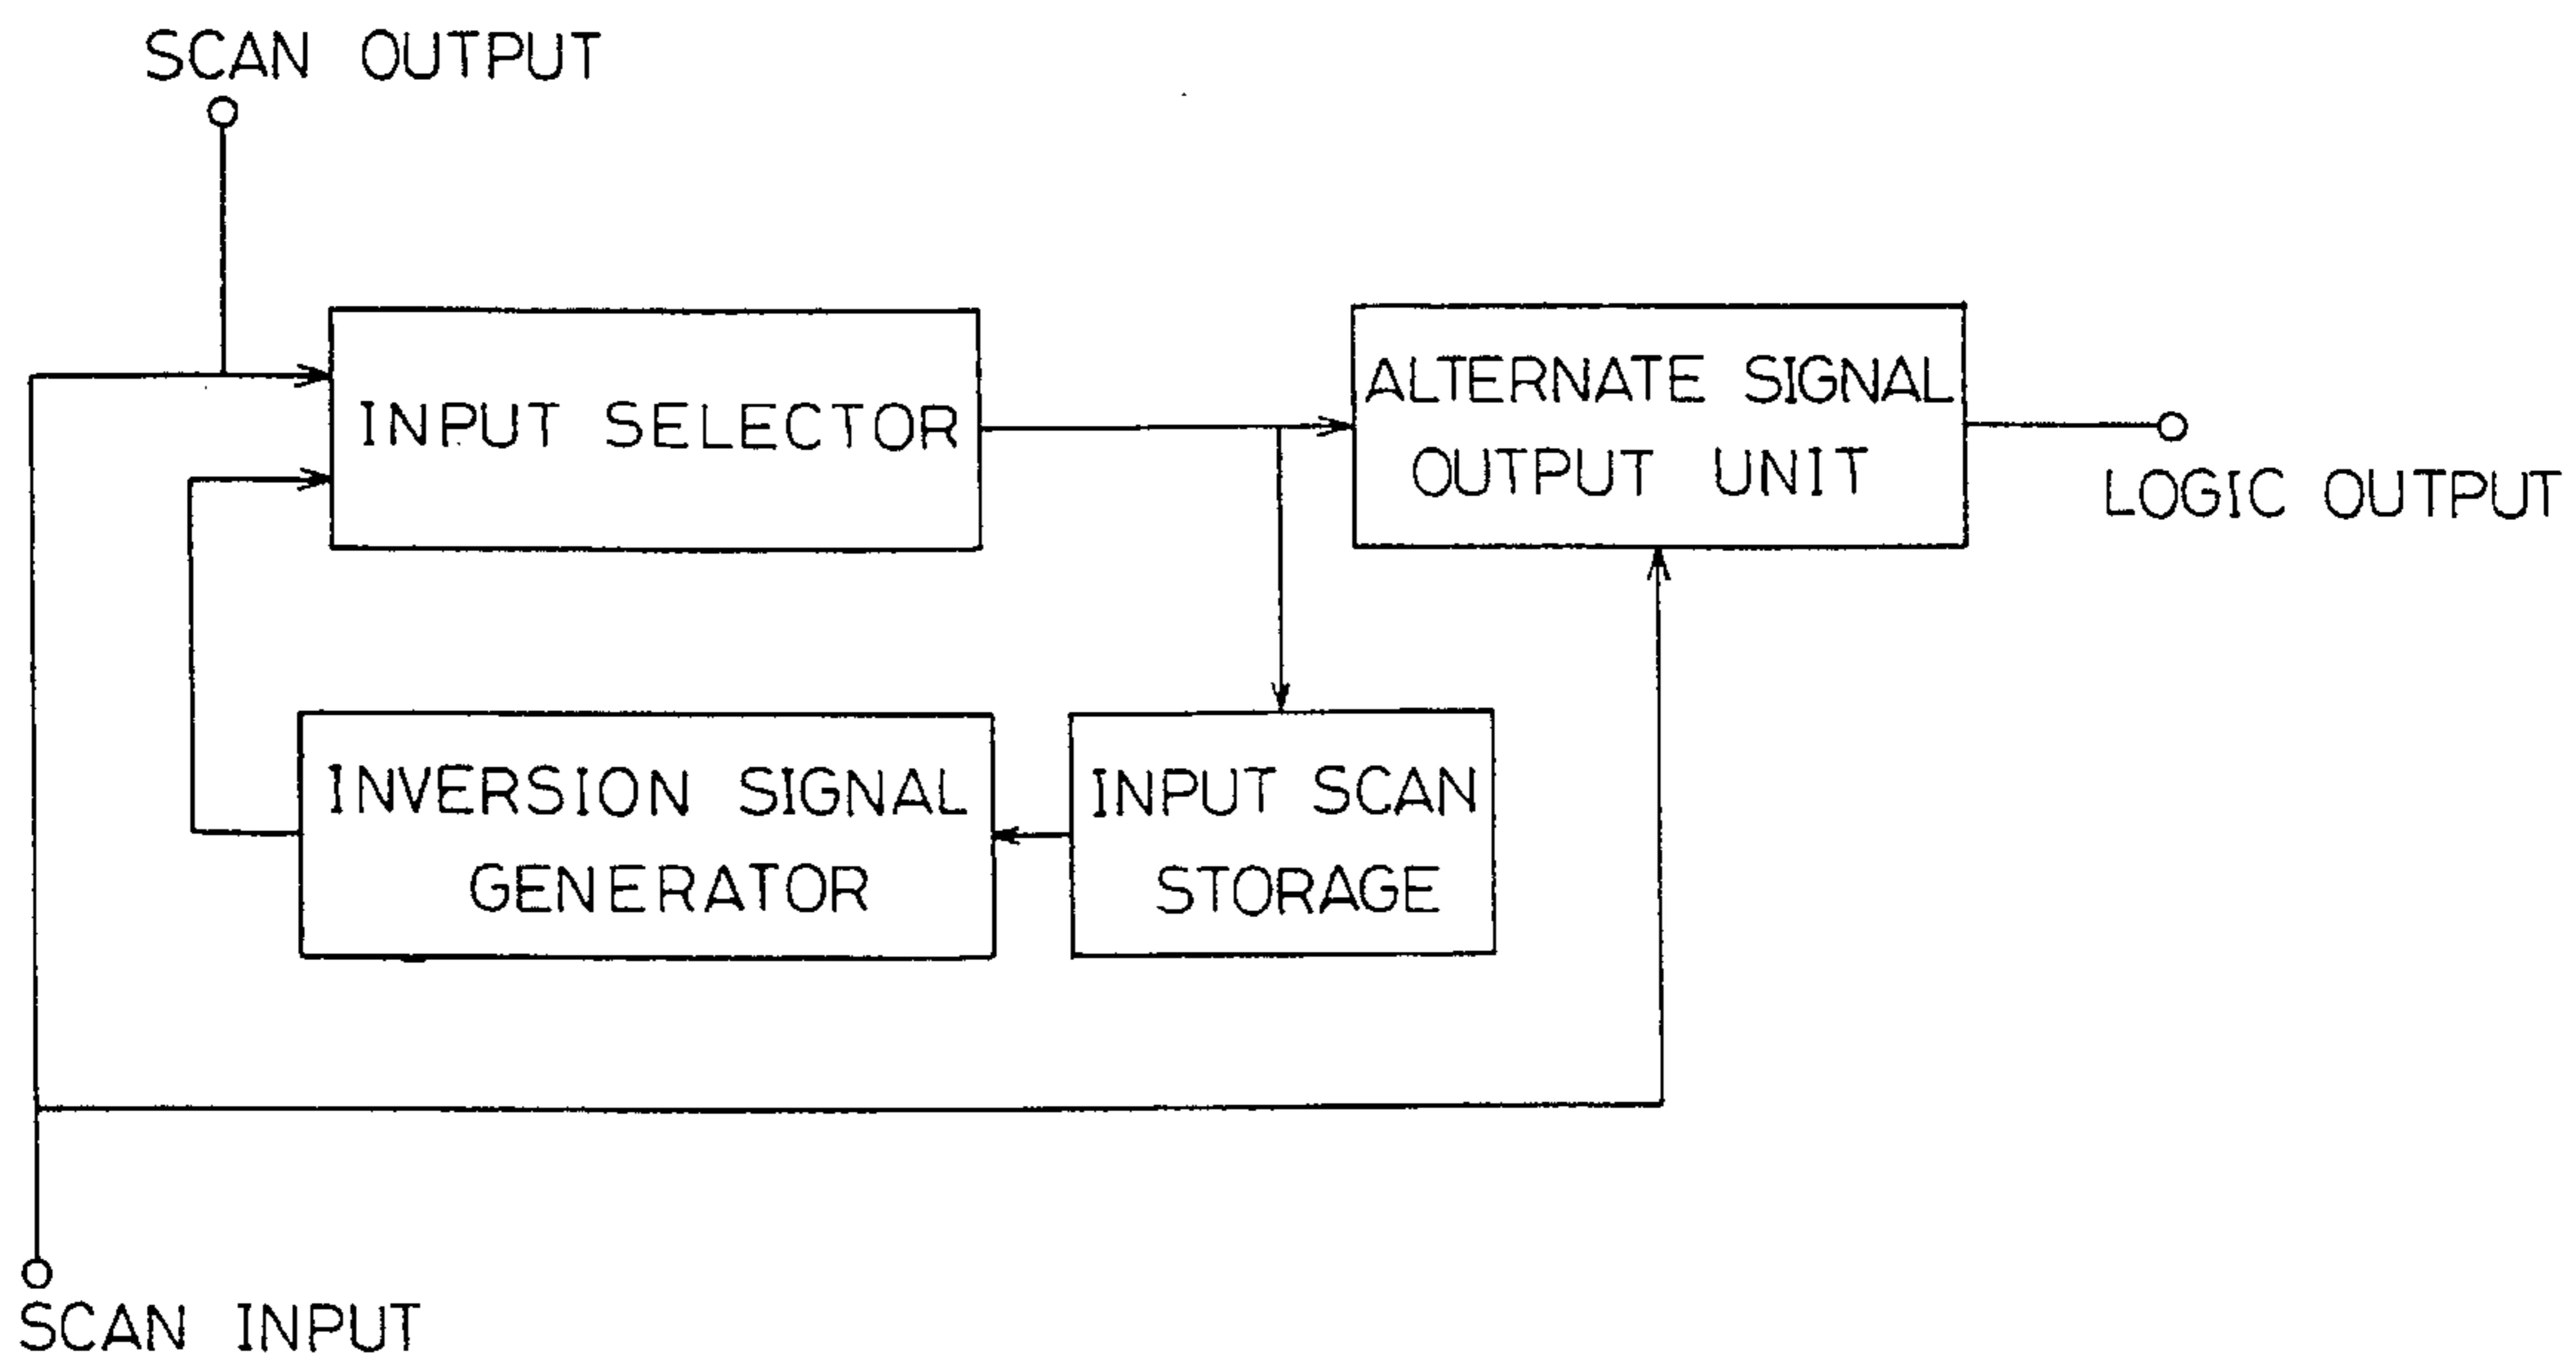 SCAN OUTPUT
INPUT SELECTOR
ALTERNATE SIGNAL
OUTPUT UNIT
LOGIC OUTPUT
INVERSION SIGNAL
GENERATOR
INPUT SCAN
STORAGE
SCAN INPUT